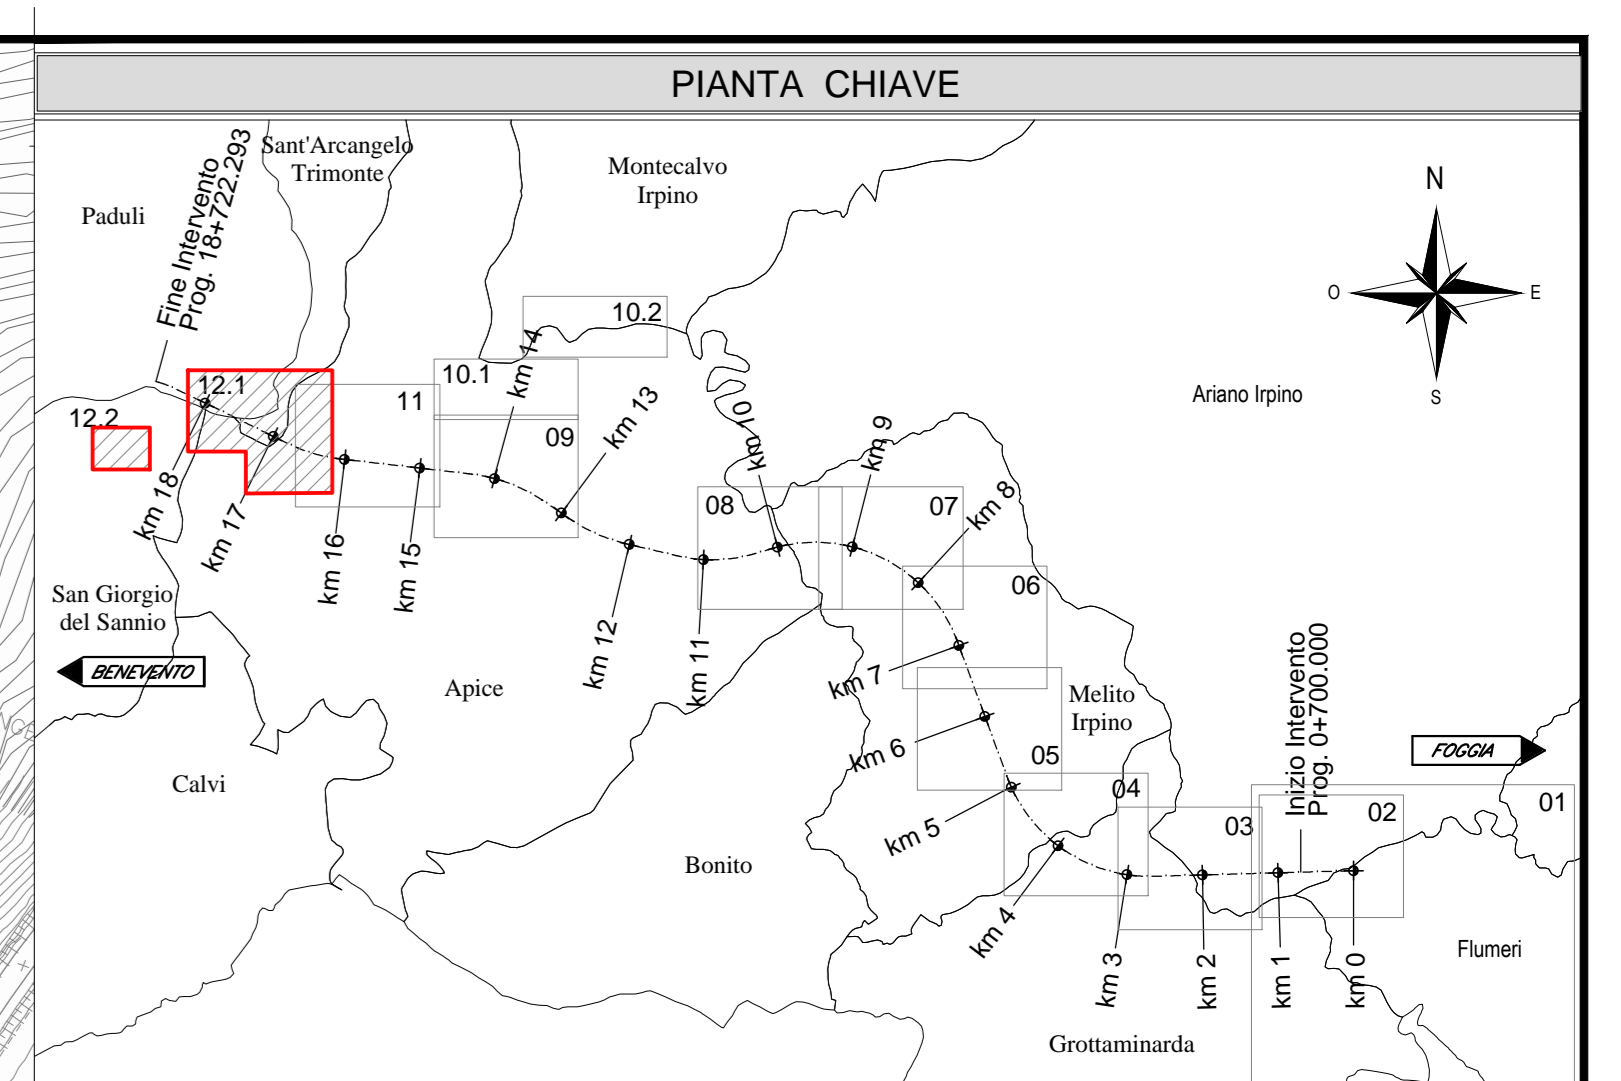 PIANTA CHIAVE
Sant'Arcangelo
Trimonte
Montecalvo
Irpino
Paduli
Fine Intervento
Prog. 18+722.293
N
O
E
S
10.2
km 14
10.1
12.1
11
12.2
09
km 13
km 10
km 9
Ariano Irpino
km 18
km 17
km 16
km 15
08
07
km 8
06
San Giorgio
del Sannio
km 12
km 11
BENEVENTO
Apice
km 7
Melito
Irpino
Inizio Intervento
Prog. 0+700.000
km 6
05
FOGGIA
Calvi
04
03
02
01
km 5
Bonito
km 4
km 3
km 2
km 1
km 0
Flumeri
Grottaminarda